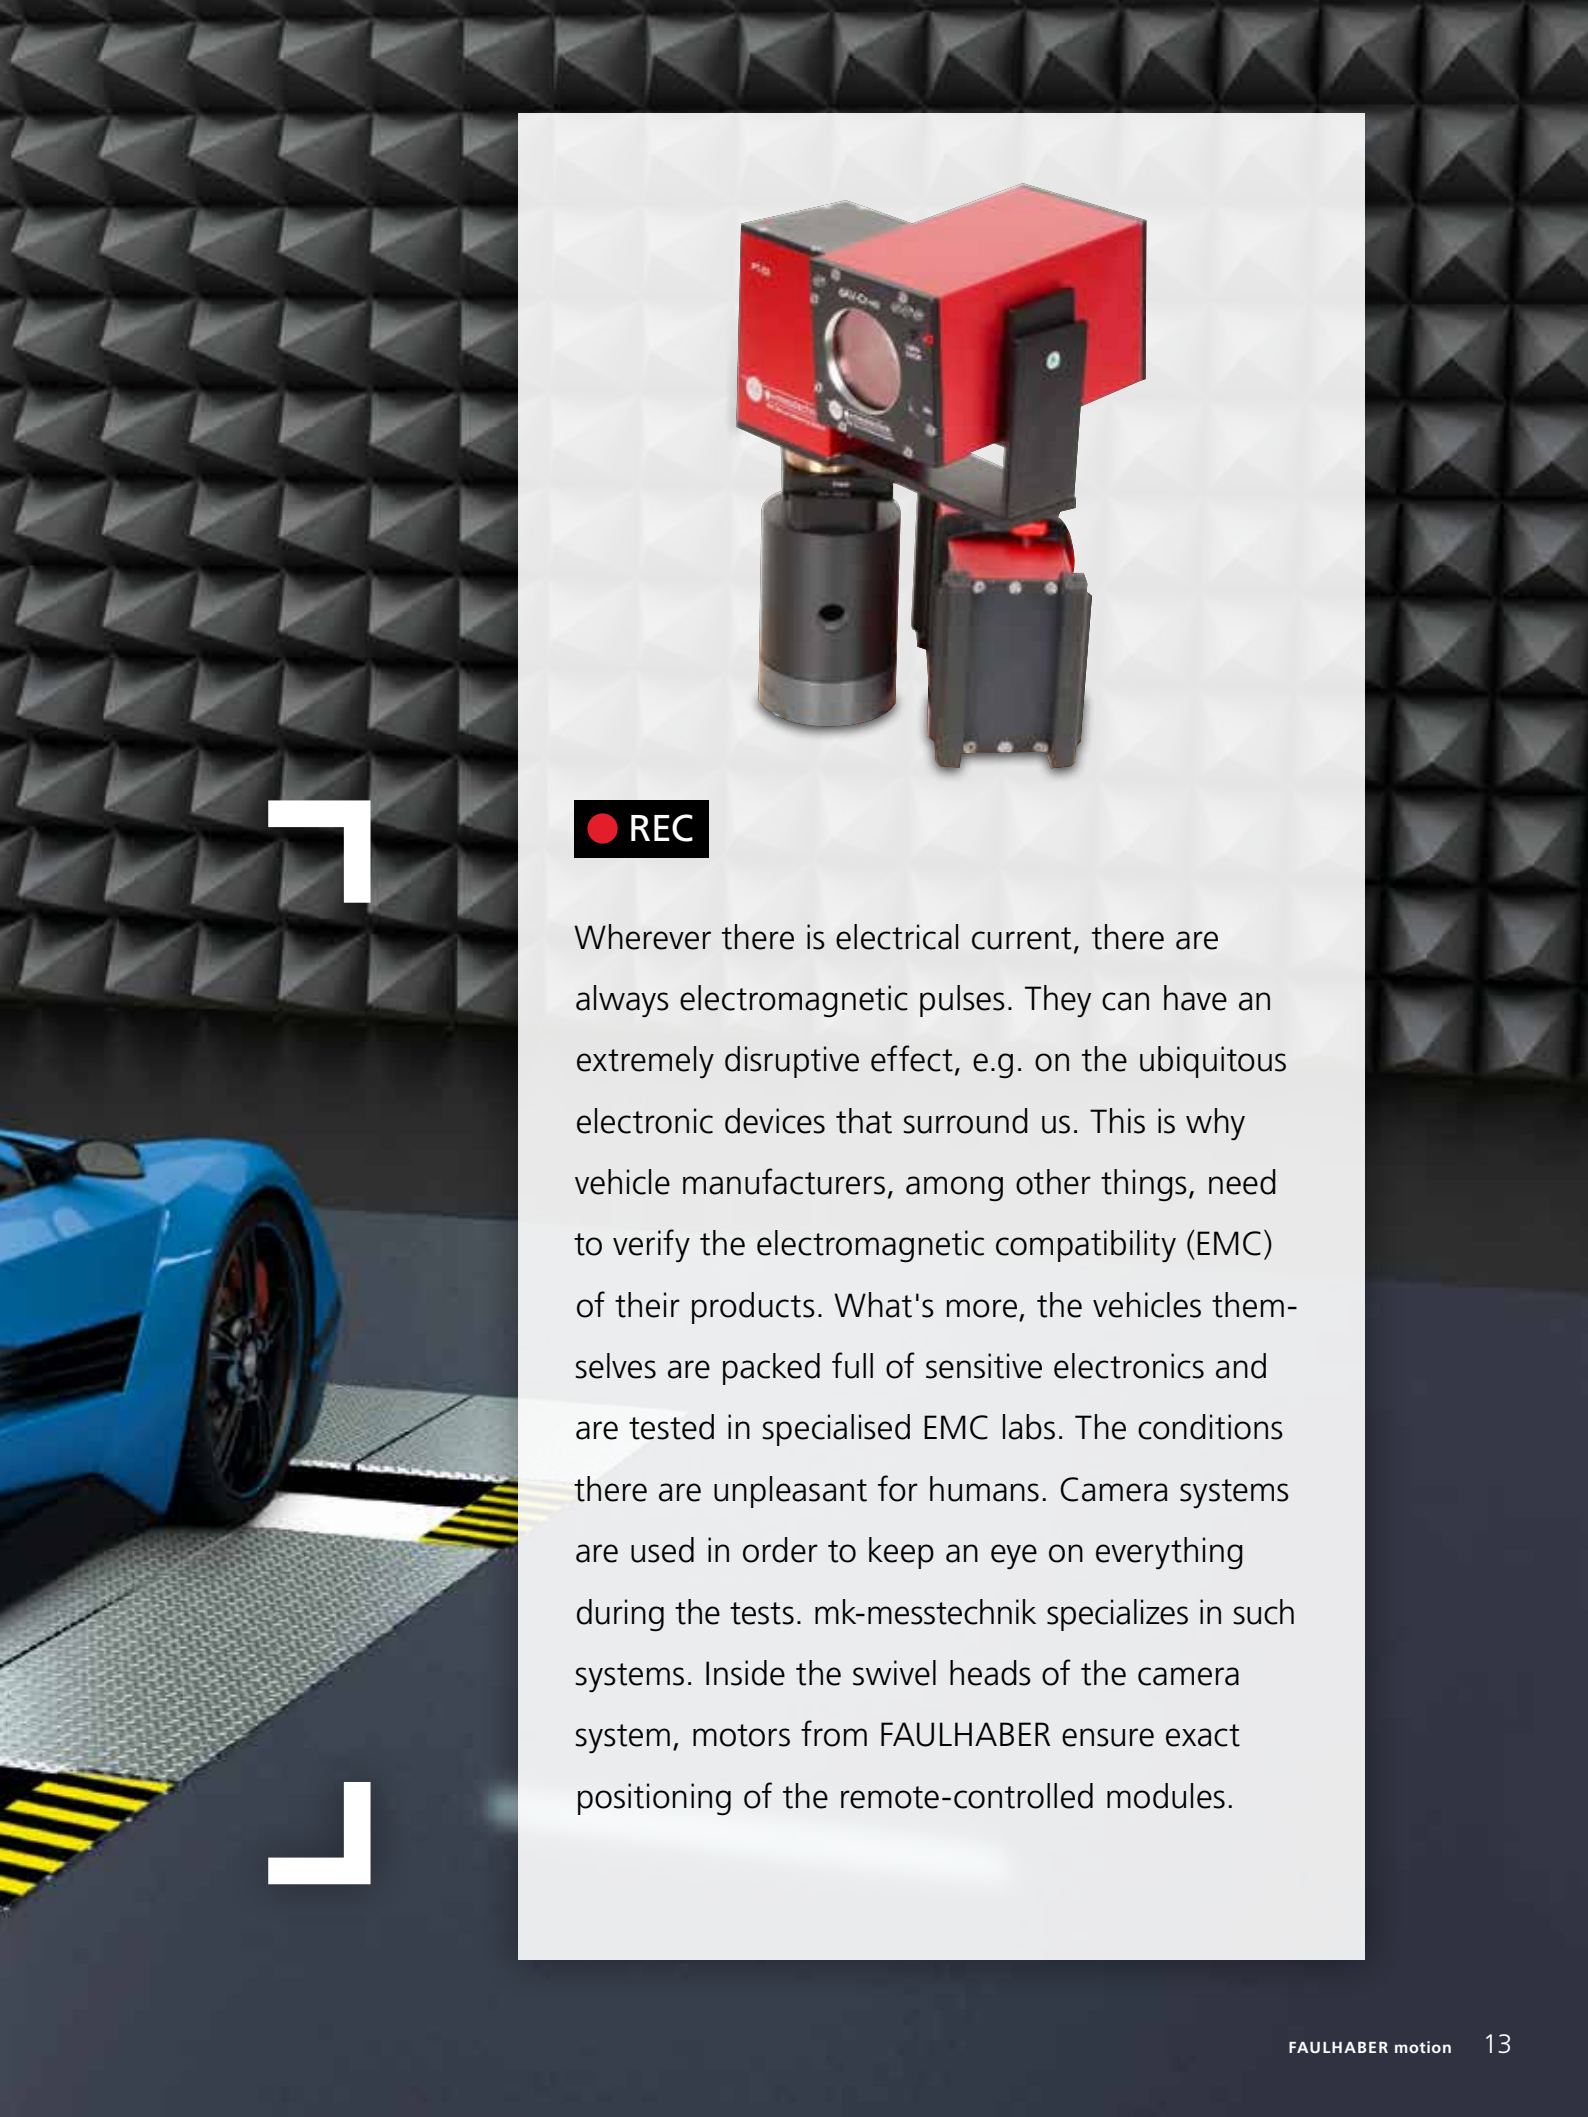 REC
Wherever there is electrical current, there are
always electromagnetic pulses. They can have an
extremely disruptive effect, e.g. on the ubiquitous
electronic devices that surround us. This is why
vehicle manufacturers, among other things, need
to verify the electromagnetic compatibility (EMC)
of their products. What's more, the vehicles them-
selves are packed full of sensitive electronics and
are tested in specialised EMC labs. The conditions
there are unpleasant for humans. Camera systems
are used in order to keep an eye on everything
during the tests. mk-messtechnik specializes in such
systems. Inside the swivel heads of the camera
system, motors from FAULHABER ensure exact
positioning of the remote-controlled modules.
FAULHABER motion 13